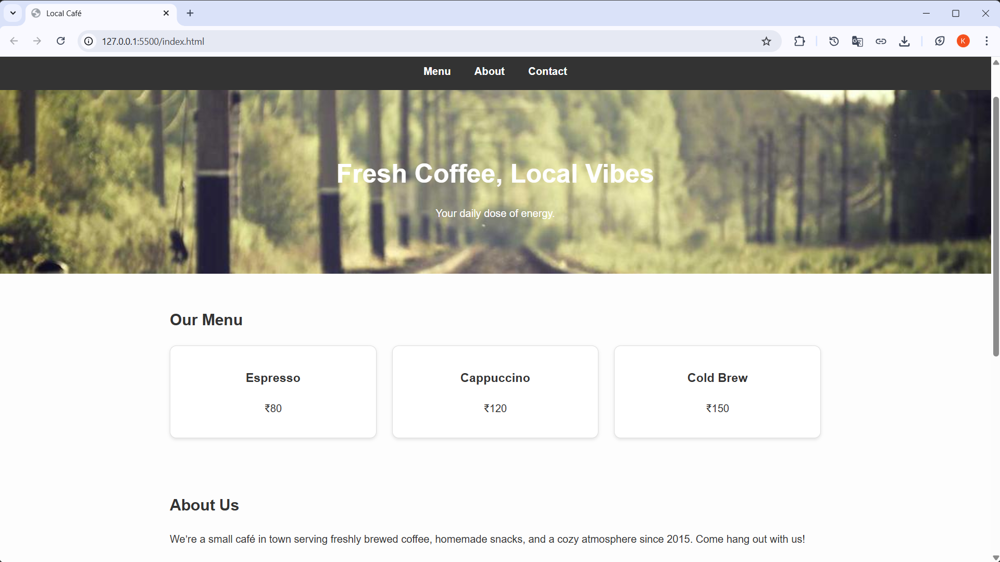 Local Café
127.0.0.1:5500/index.html
K
Menu About Contact
Fresh Coffee, Local Vibes
Your daily dose of energy.
Our Menu
Espresso Cappuccino Cold Brew
₹80 ₹120 ₹150
About Us
We’re a small café in town serving freshly brewed coffee, homemade snacks, and a cozy atmosphere since 2015. Come hang out with us!